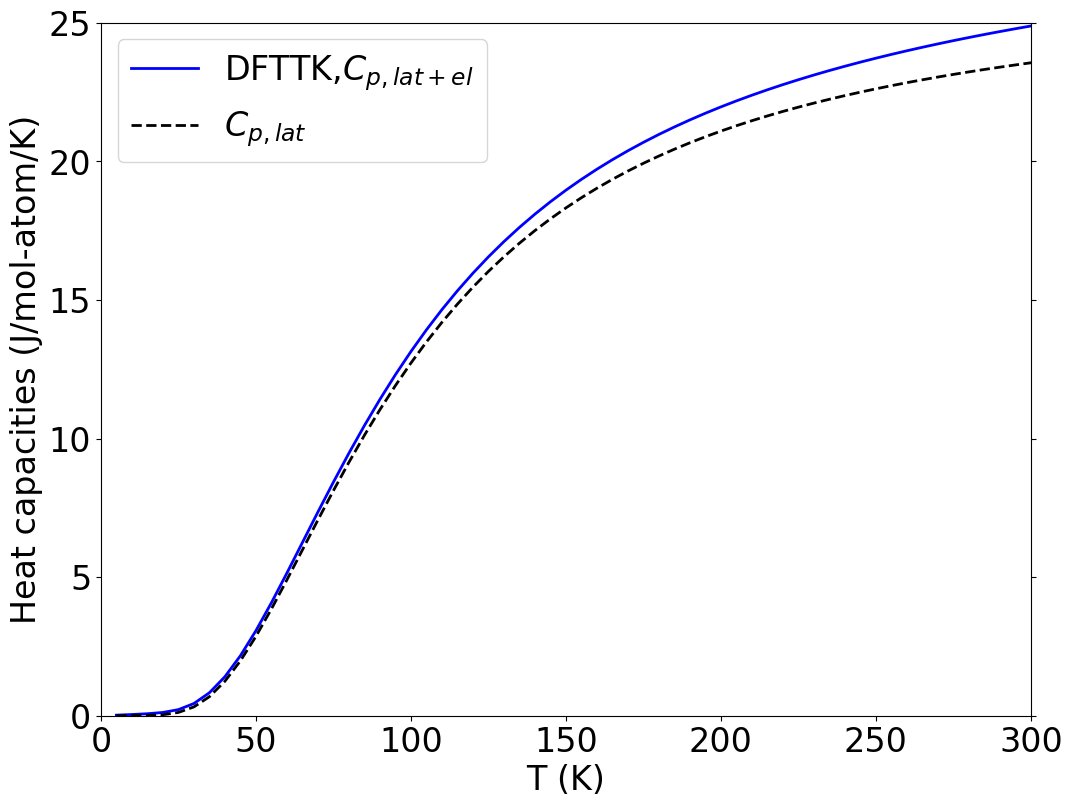 25
20
15
10
5
0
Heat capacities (J/mol-atom/K)
DFTTK,C_{p, lat+el}
C_{p, lat}
0 50 100 150 200 250 300
T (K)